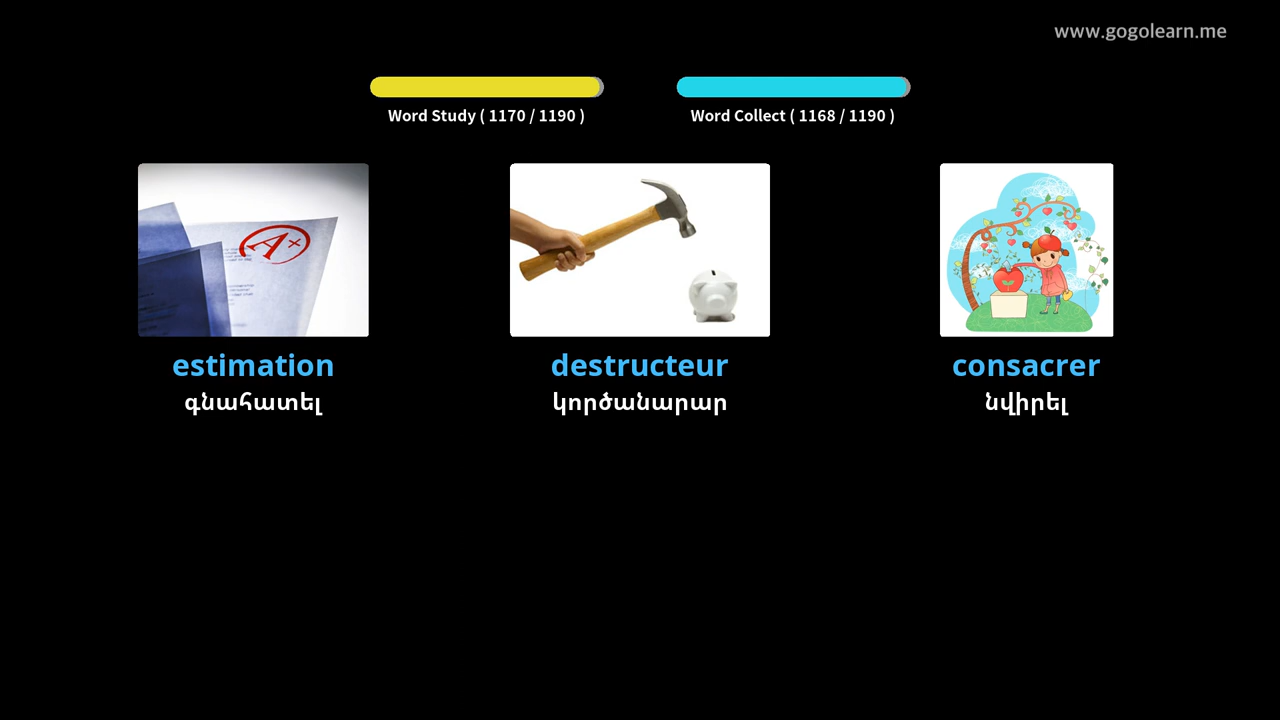 www.gogolearn.me
Word Study ( 1170 / 1190 )
Word Collect ( 1168 / 1190 )
A+
estimation
destructeur
consacrer
գնահատել
կործանարար
նվիրել